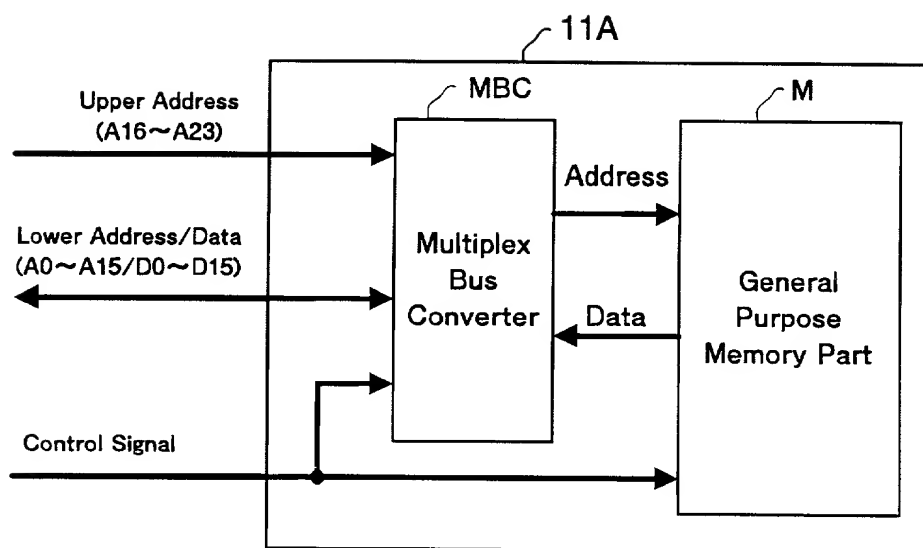 11A
MBC
M
Upper Address
(A16～A23)
Address
Lower Address/Data
(A0～A15/D0～D15)
Multiplex
Bus
Converter
General
Purpose
Memory Part
Data
Control Signal